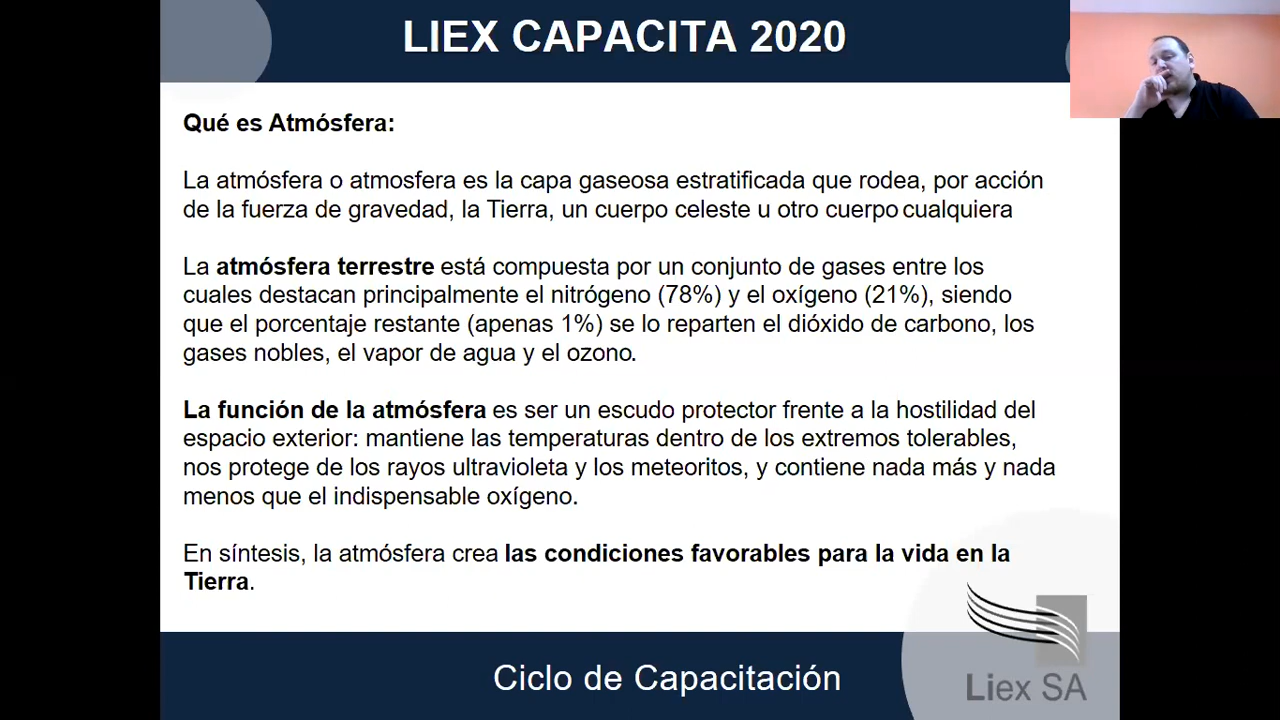 LIEX CAPACITA 2020
Qué es Atmósfera:
La atmósfera o atmosfera es la capa gaseosa estratificada que rodea, por acción
de la fuerza de gravedad, la Tierra, un cuerpo celeste u otro cuerpo cualquiera
La atmósfera terrestre está compuesta por un conjunto de gases entre los
cuales destacan principalmente el nitrógeno (78%) y el oxígeno (21%), siendo
que el porcentaje restante (apenas 1%) se lo reparten el dióxido de carbono, los
gases nobles, el vapor de agua y el ozono.
La función de la atmósfera es ser un escudo protector frente a la hostilidad del
espacio exterior: mantiene las temperaturas dentro de los extremos tolerables,
nos protege de los rayos ultravioleta y los meteoritos, y contiene nada más y nada
menos que el indispensable oxígeno.
En síntesis, la atmósfera crea las condiciones favorables para la vida en la
Tierra.
Ciclo de Capacitación
Liex SA